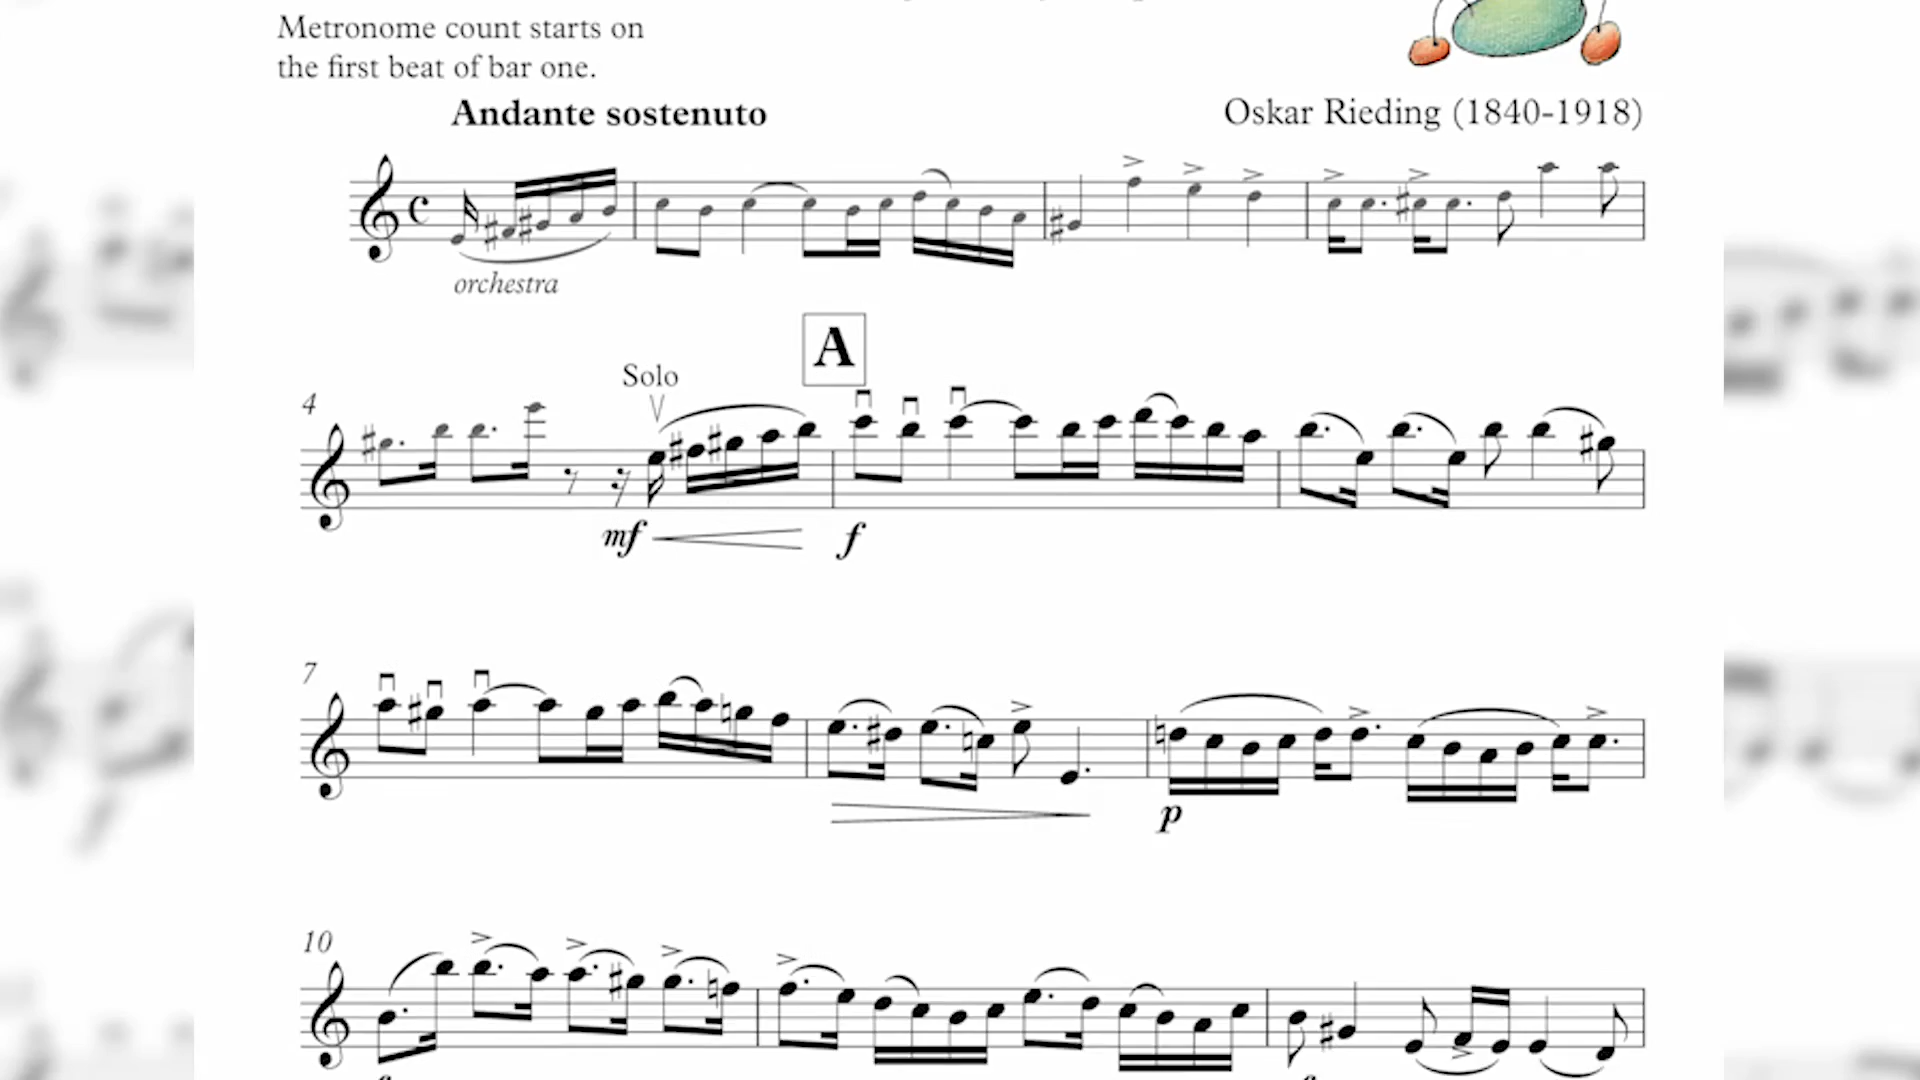 Metronome count starts on
the first beat of bar one.
Andante sostenuto
Oskar Rieding (1840-1918)
orchestra
A
Solo
4
mf
f
7
p
10